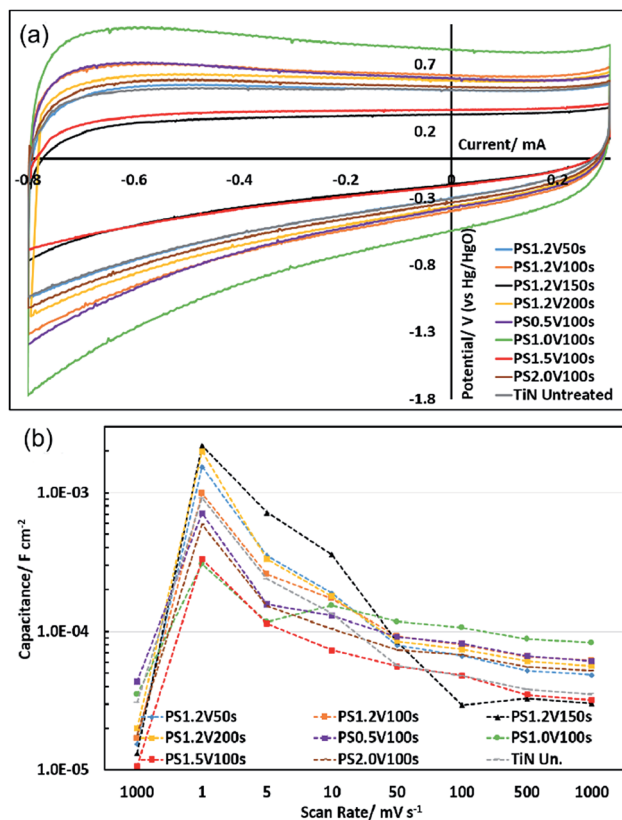 (a)
0.7
0.2
Current/ mA
-0.8 -0.6 -0.4 -0.2 0 0.2
-0.3
-0.8
-1.3
-1.8
Potential/ V (vs Hg/HgO)
PS1.2V50s
PS1.2V100s
PS1.2V150s
PS1.2V200s
PS0.5V100s
PS1.0V100s
PS1.5V100s
PS2.0V100s
TiN Untreated
(b)
Capacitance/ F cm-2
1.0E-03
1.0E-04
1.0E-05
PS1.2V50s PS1.2V100s PS1.2V150s
PS1.2V200s PS0.5V100s PS1.0V100s
PS1.5V100s PS2.0V100s TiN Un.
1000 1 5 10 50 100 500 1000
Scan Rate/ mV s-1